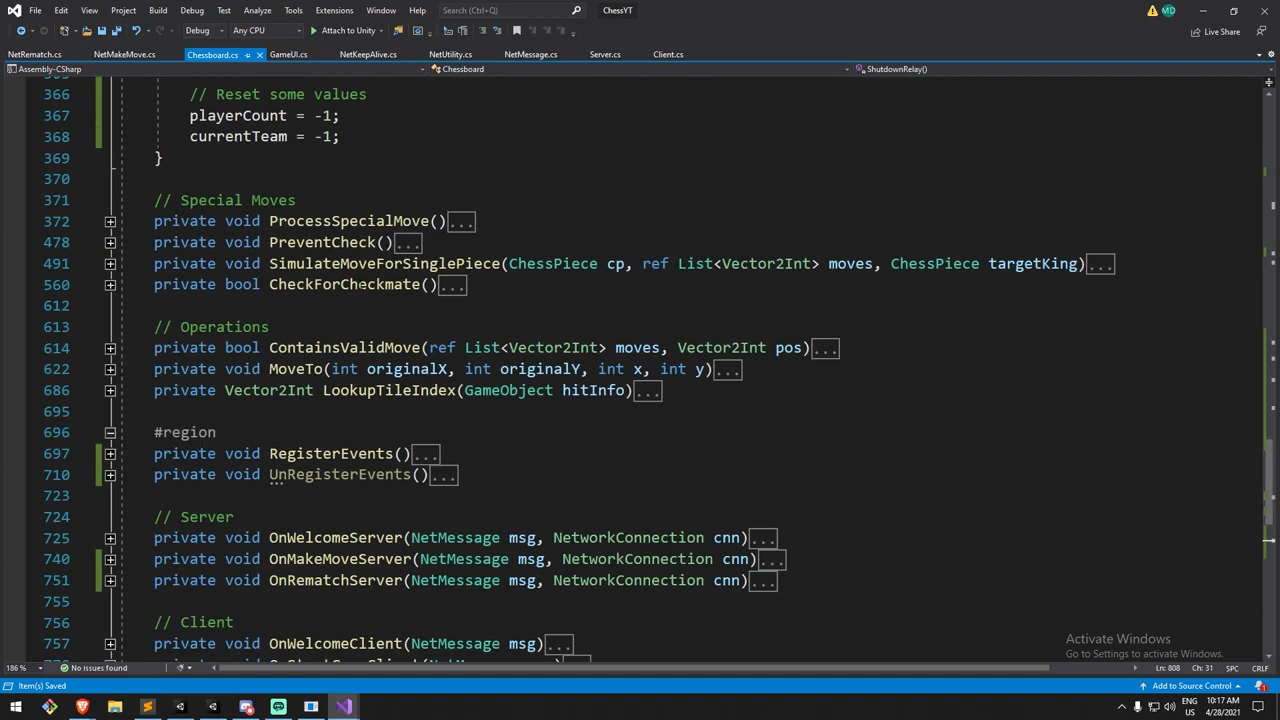 File Edit View Git Project Build Debug Test Analyze Tools Extensions Window Help Search (Ctrl+Q) ChessYT MD
Debug Any CPU Attach to Unity Live Share
NetRematch.cs NetMakeMove.cs Chessboard.cs GameUI.cs NetKeepAlive.cs NetUtility.cs NetMessage.cs Server.cs Client.cs
Assembly-CSharp Chessboard ShutdownRelay()
365
366 // Reset some values
367 playerCount = -1;
368 currentTeam = -1;
369 }
370
371 // Special Moves
372 private void ProcessSpecialMove()...
478 private void PreventCheck()...
491 private void SimulateMoveForSinglePiece(ChessPiece cp, ref List<Vector2Int> moves, ChessPiece targetKing)...
560 private bool CheckForCheckmate()...
612
613 // Operations
614 private bool ContainsValidMove(ref List<Vector2Int> moves, Vector2Int pos)...
622 private void MoveTo(int originalX, int originalY, int x, int y)...
686 private Vector2Int LookupTileIndex(GameObject hitInfo)...
695
696 #region
697 private void RegisterEvents()...
710 private void UnRegisterEvents()...
723
724 // Server
725 private void OnWelcomeServer(NetMessage msg, NetworkConnection cnn)...
740 private void OnMakeMoveServer(NetMessage msg, NetworkConnection cnn)...
751 private void OnRematchServer(NetMessage msg, NetworkConnection cnn)...
755
756 // Client
757 private void OnWelcomeClient(NetMessage msg)...
Activate Windows
Go to Settings to activate Windows.
186 % No issues found Ln: 808 Ch: 31 SPC CRLF
Item(s) Saved Add to Source Control 1
ENG 10:17 AM
US 4/28/2021